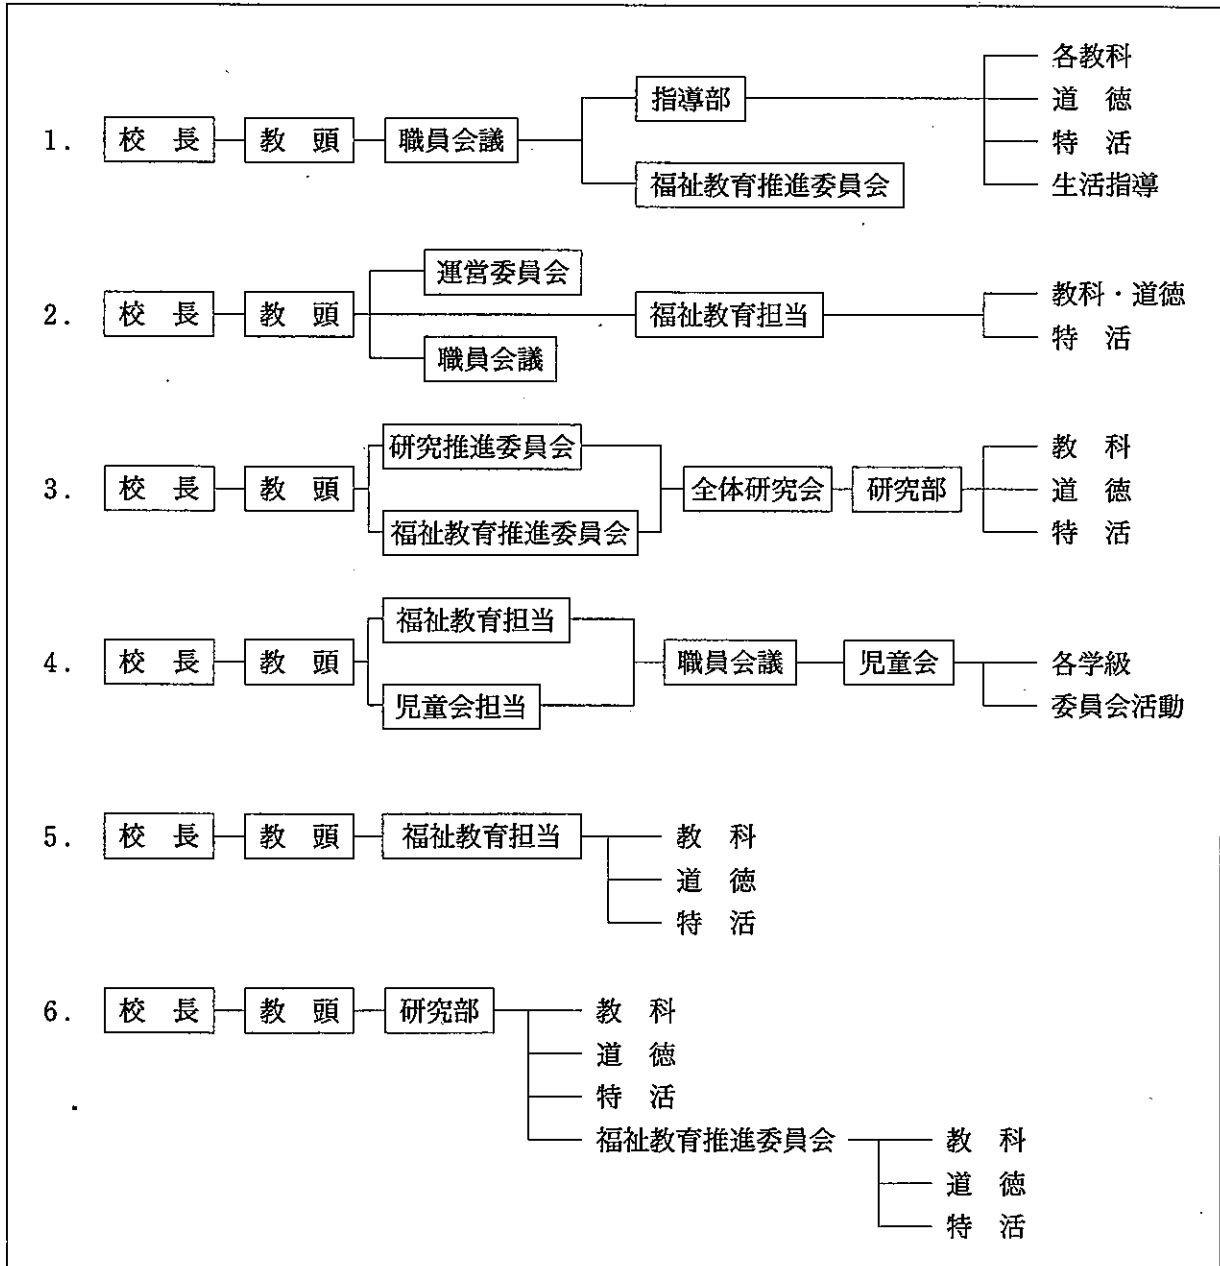 各教科
指導部 道徳
1. 校長 教頭 職員会議 特活
福祉教育推進委員会 生活指導
運営委員会
2. 校長 教頭 福祉教育担当 教科・道徳
特活
職員会議
研究推進委員会 教科
3. 校長 教頭 全体研究会 研究部 道徳
福祉教育推進委員会 特活
福祉教育担当
4. 校長 教頭 職員会議 児童会 各学級
児童会担当 委員会活動
5. 校長 教頭 福祉教育担当 教科
道徳
特活
6. 校長 教頭 研究部 教科
道徳
特活
福祉教育推進委員会 教科
道徳
特活